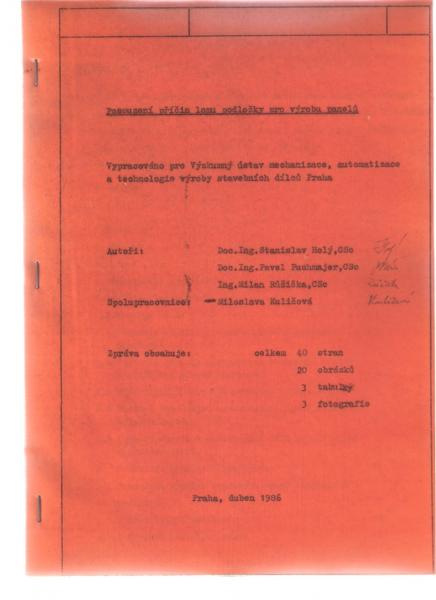 Posouzení příčin lomu podložky pro výrobu panelů
Vypracováno pro Výzkumný ústav mechanizace, automatizace
a technologie výroby stavebních dílců Praha
Autoři: Doc.Ing.Stanislav Holý,CSc
Doc.Ing.Pavel Puchmajer,CSc
Ing.Milan Růžička,CSc
Spolupracovnice: Miloslava Kuličová
Zpráva obsahuje: celkem 40 stran
20 obrázků
3 tabulky
3 fotografie
Praha, duben 1986